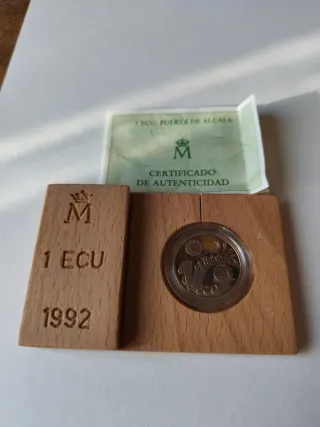 1 ECU PUERTA DE ALCALA
M
CERTIFICADO
DE AUTENTICIDAD
M
1 ECU
1992